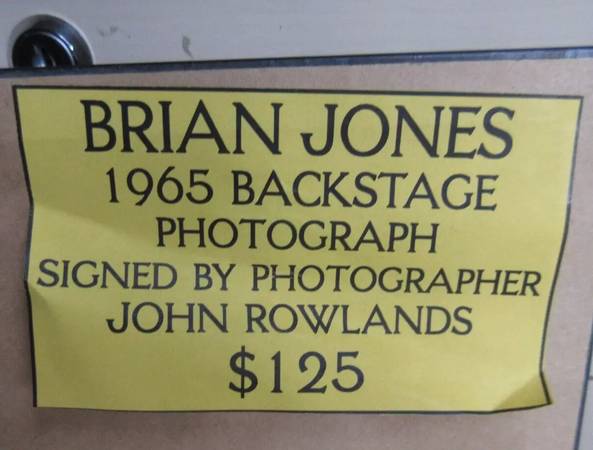 BRIAN JONES
1965 BACKSTAGE
PHOTOGRAPH
SIGNED BY PHOTOGRAPHER
JOHN ROWLANDS
$125